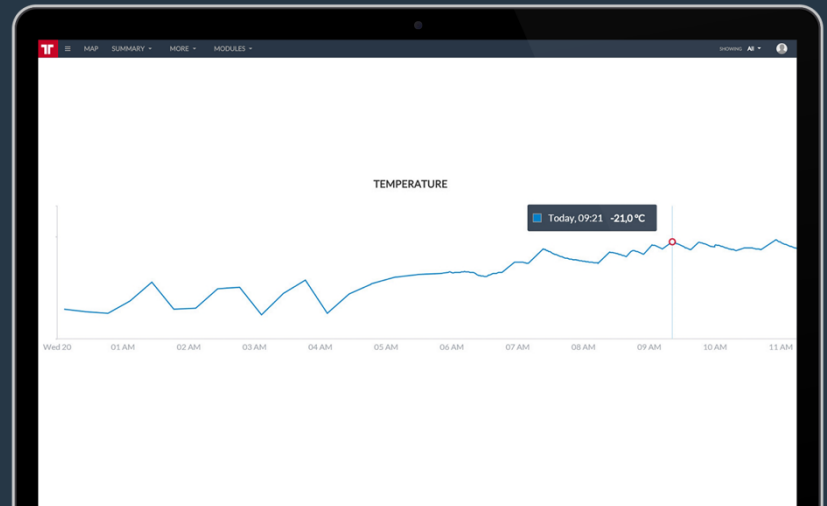 MAP SUMMARY MORE MODULES SHOWING All
TEMPERATURE
Today, 09:21 -21,0 °C
Wed 20 01 AM 02 AM 03 AM 04 AM 05 AM 06 AM 07 AM 08 AM 09 AM 10 AM 11 AM